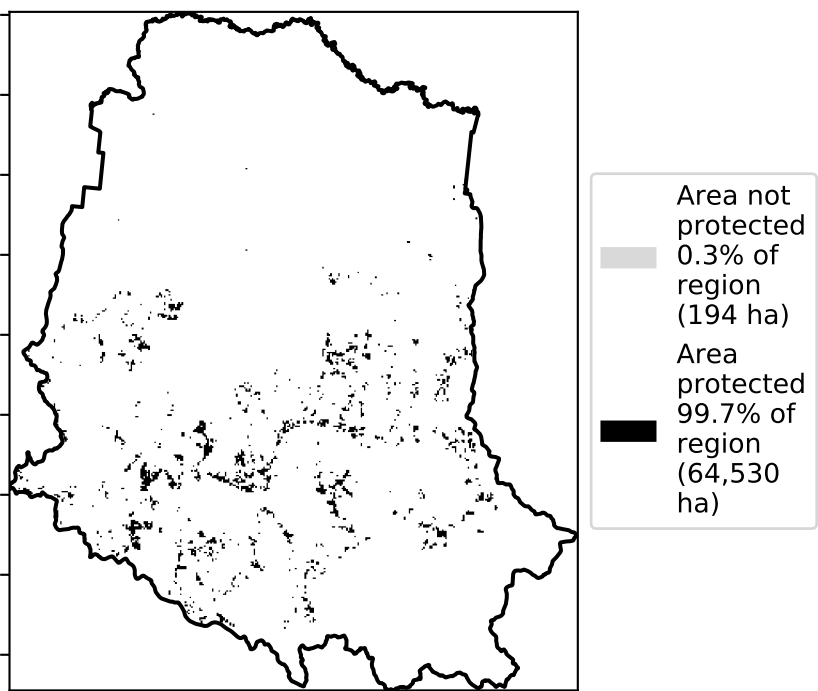 Area not
protected
0.3% of
region
(194 ha)
Area
protected
99.7% of
region
(64,530
ha)